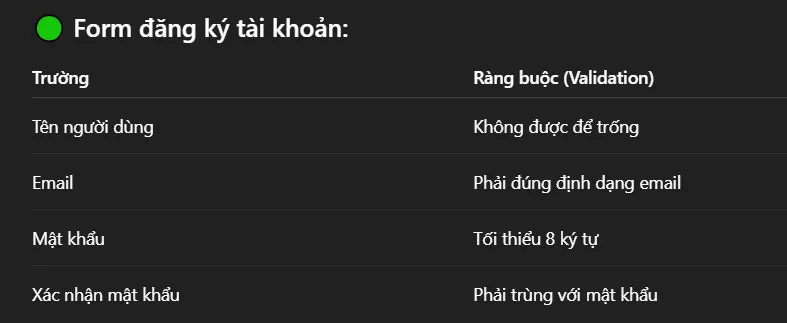 Form đăng ký tài khoản:
Trường Ràng buộc (Validation)
Tên người dùng Không được để trống
Email Phải đúng định dạng email
Mật khẩu Tối thiểu 8 ký tự
Xác nhận mật khẩu Phải trùng với mật khẩu